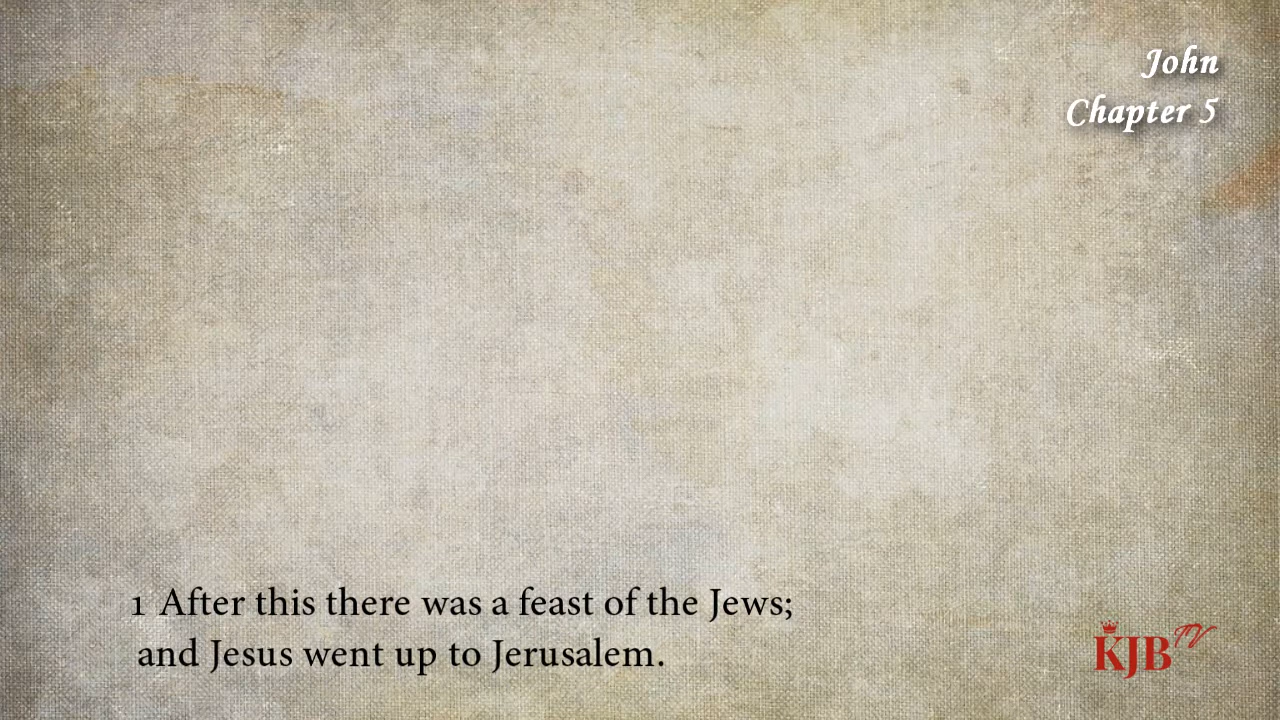 John
Chapter 5
1 After this there was a feast of the Jews;
and Jesus went up to Jerusalem.
KJB TV